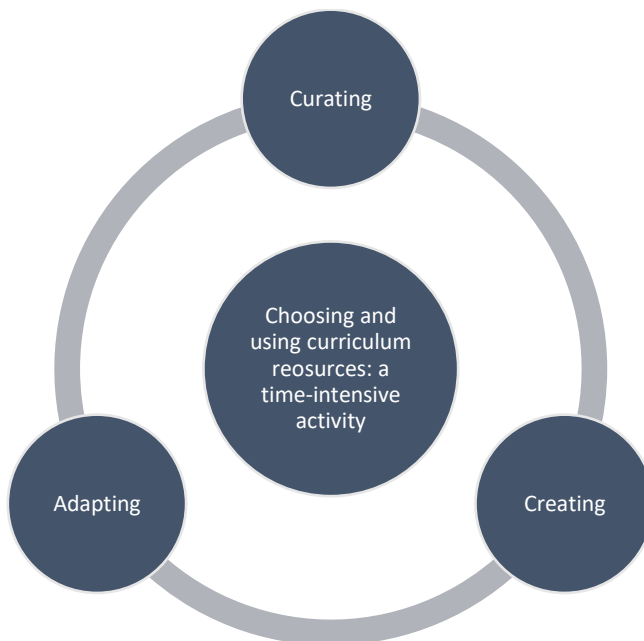 Curating
Choosing and
using curriculum
reosurces: a
time-intensive
activity
Adapting
Creating